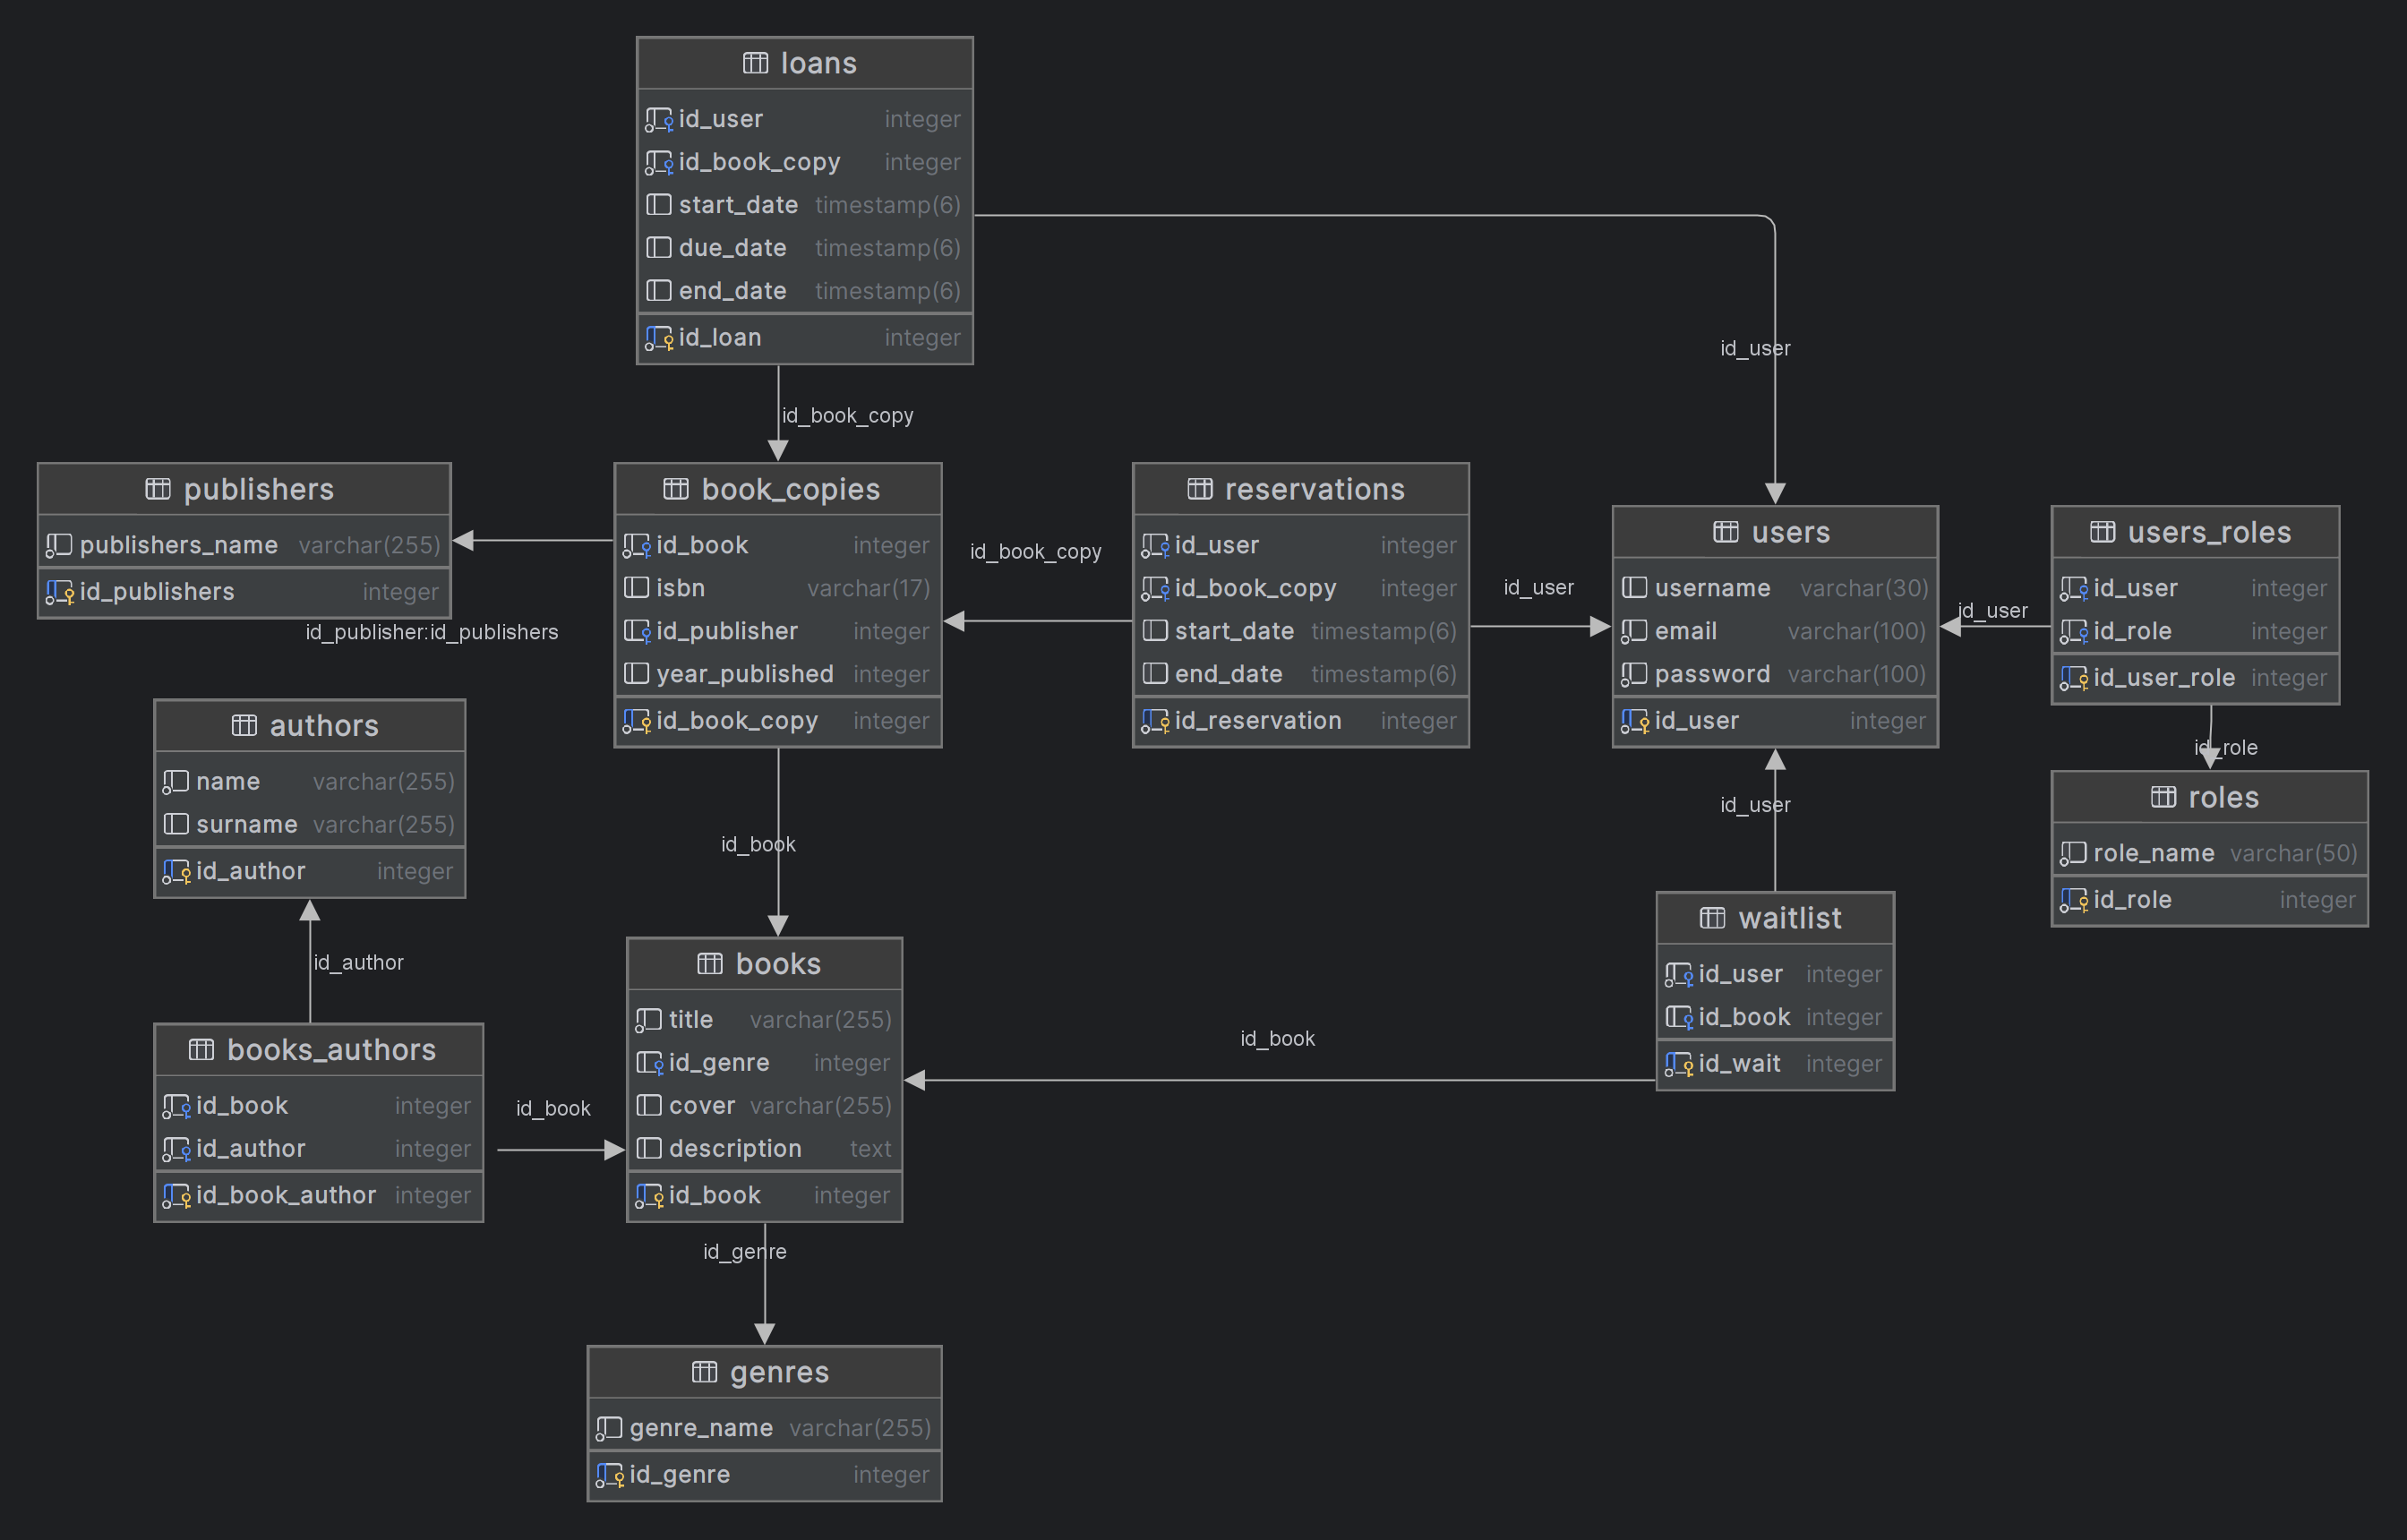 loans
id_user integer
id_book_copy integer
start_date timestamp(6)
due_date timestamp(6)
end_date timestamp(6)
id_loan integer
id_user
id_book_copy
publishers
publishers_name varchar(255)
id_publishers integer
id_publisher:id_publishers
book_copies
id_book integer
isbn varchar(17)
id_publisher integer
year_published integer
id_book_copy integer
id_book_copy
reservations
id_user integer
id_book_copy integer
start_date timestamp(6)
end_date timestamp(6)
id_reservation integer
id_user
users
username varchar(30)
email varchar(100)
password varchar(100)
id_user integer
id_user
users_roles
id_user integer
id_role integer
id_user_role integer
id_role
roles
role_name varchar(50)
id_role integer
authors
name varchar(255)
surname varchar(255)
id_author integer
id_author
id_book
id_user
waitlist
id_user integer
id_book integer
id_wait integer
id_book
books_authors
id_book integer
id_author integer
id_book_author integer
id_book
books
title varchar(255)
id_genre integer
cover varchar(255)
description text
id_book integer
id_genre
genres
genre_name varchar(255)
id_genre integer